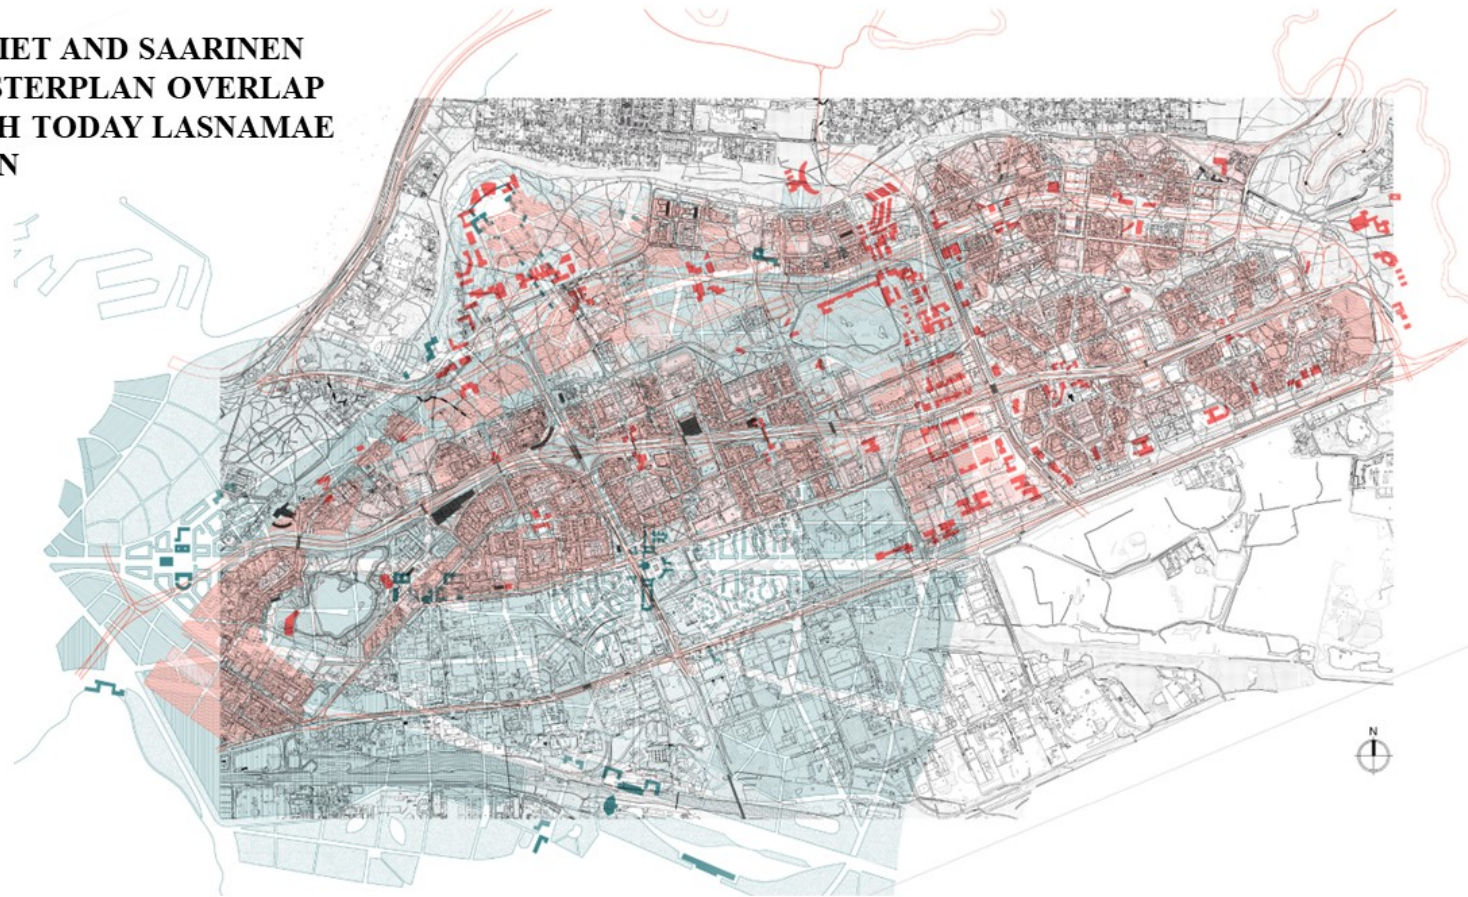 IET AND SAARINEN
STERPLAN OVERLAP
H TODAY LASNAMAE
N
N